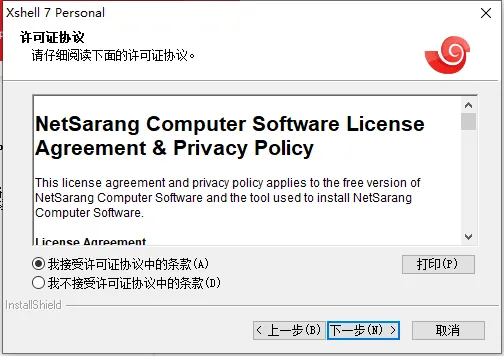 Xshell 7 Personal
许可证协议
请仔细阅读下面的许可证协议。
NetSarang Computer Software License
Agreement & Privacy Policy
This license agreement and privacy policy applies to the free version of
NetSarang Computer Software and the tool used to install NetSarang
Computer Software.
License Agreement
我接受许可证协议中的条款(A)
打印(P)
我不接受许可证协议中的条款(D)
InstallShield
< 上一步(B)
下一步(N) >
取消